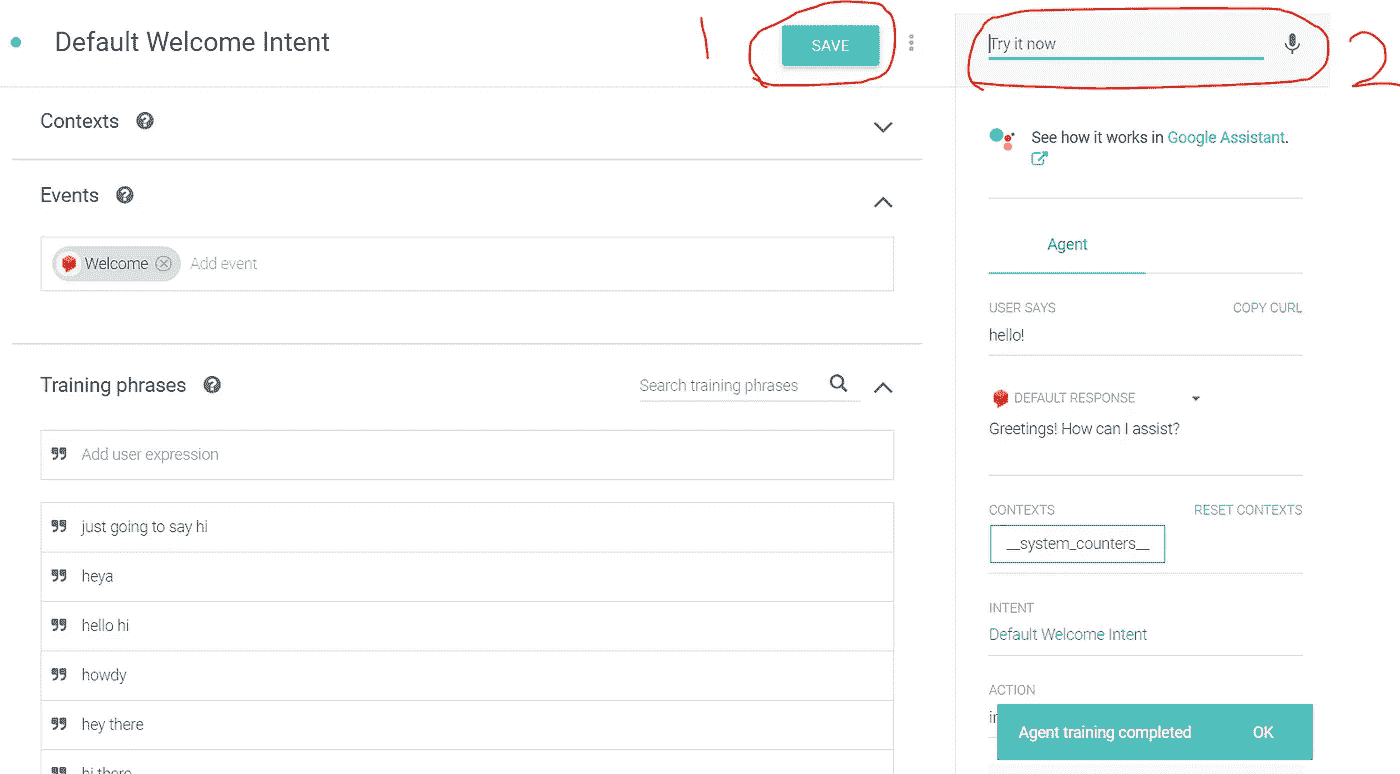 Default Welcome Intent
1
SAVE
Try it now
2
Contexts
See how it works in Google Assistant.
Events
Welcome
Add event
Agent
USER SAYS
COPY CURL
hello!
Training phrases
Search training phrases
DEFAULT RESPONSE
Greetings! How can I assist?
Add user expression
CONTEXTS
RESET CONTEXTS
just going to say hi
__system_counters__
heya
INTENT
hello hi
Default Welcome Intent
howdy
ACTION
hey there
Agent training completed
OK
hi there